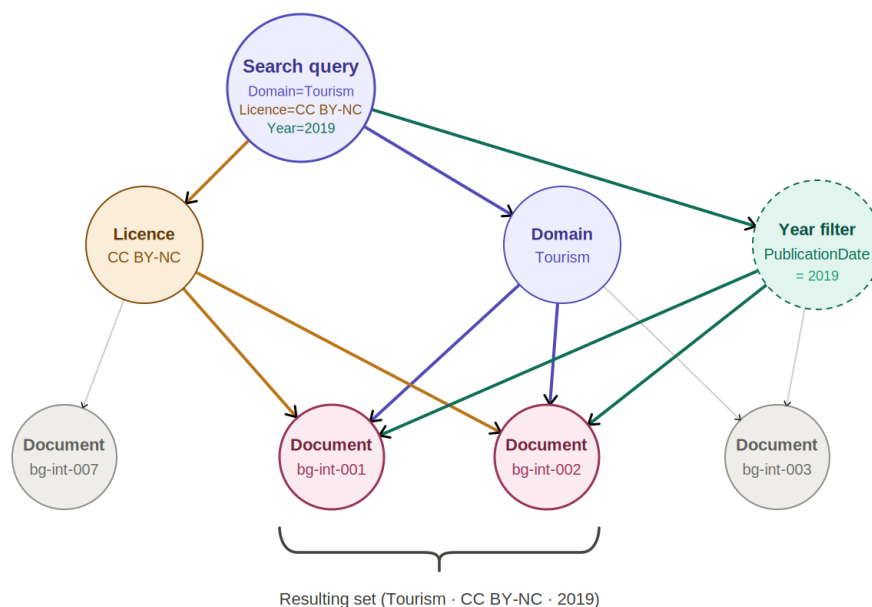 Search query
Domain=Tourism
Licence=CC BY-NC
Year=2019
Licence
CC BY-NC
Domain
Tourism
Year filter
PublicationDate
= 2019
Document
bg-int-007
Document
bg-int-001
Document
bg-int-002
Document
bg-int-003
Resulting set (Tourism · CC BY-NC · 2019)